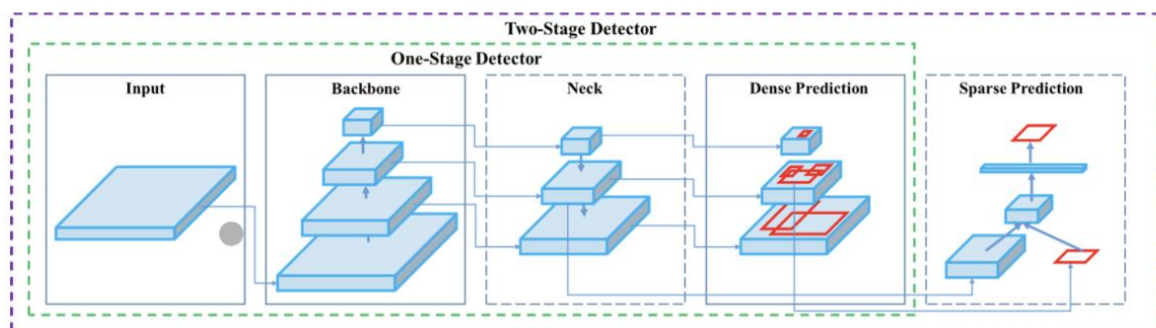 Two-Stage Detector
One-Stage Detector
Input
Backbone
Neck
Dense Prediction
Sparse Prediction